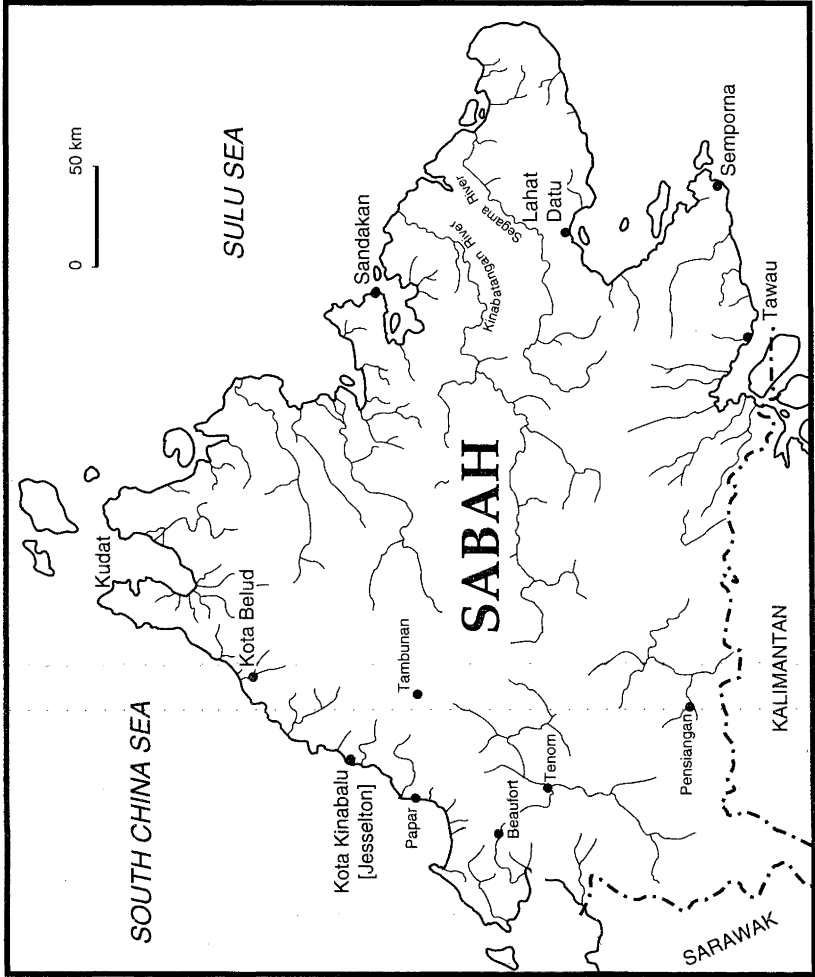 SOUTH CHINA SEA
SULU SEA
0 50 km
Kudat
Kota Belud
Sandakan
Kota Kinabalu
[Jesselton]
Tambunan
Papar
Kinabatangan River
Segama River
SABAH
Lahat
Datu
Beaufort
Tenom
Pensiangan
Semporna
Tawau
SARAWAK
KALIMANTAN